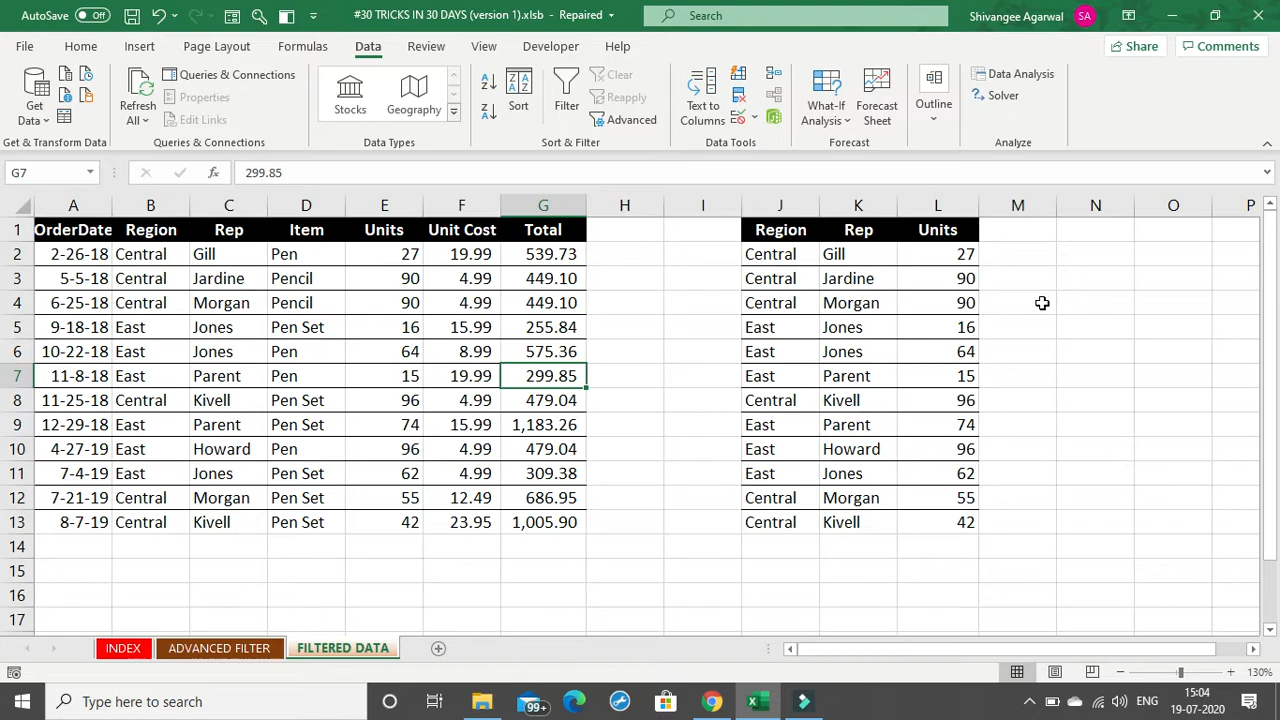 AutoSave Off #30 TRICKS IN 30 DAYS (version 1).xlsb - Repaired Search Shivangee Agarwal SA
File Home Insert Page Layout Formulas Data Review View Developer Help Share Comments
Get Data Refresh All Queries & Connections Properties Edit Links Stocks Geography Sort Filter Clear Reapply Advanced Text to Columns What-If Analysis Forecast Sheet Outline Data Analysis Solver
Get & Transform Data Queries & Connections Data Types Sort & Filter Data Tools Forecast Analyze
G7 fx 299.85
A B C D E F G H I J K L M N O P
1 OrderDate Region Rep Item Units Unit Cost Total Region Rep Units
2 2-26-18 Central Gill Pen 27 19.99 539.73 Central Gill 27
3 5-5-18 Central Jardine Pencil 90 4.99 449.10 Central Jardine 90
4 6-25-18 Central Morgan Pencil 90 4.99 449.10 Central Morgan 90
5 9-18-18 East Jones Pen Set 16 15.99 255.84 East Jones 16
6 10-22-18 East Jones Pen 64 8.99 575.36 East Jones 64
7 11-8-18 East Parent Pen 15 19.99 299.85 East Parent 15
8 11-25-18 Central Kivell Pen Set 96 4.99 479.04 Central Kivell 96
9 12-29-18 East Parent Pen Set 74 15.99 1,183.26 East Parent 74
10 4-27-19 East Howard Pen 96 4.99 479.04 East Howard 96
11 7-4-19 East Jones Pen Set 62 4.99 309.38 East Jones 62
12 7-21-19 Central Morgan Pen Set 55 12.49 686.95 Central Morgan 55
13 8-7-19 Central Kivell Pen Set 42 23.95 1,005.90 Central Kivell 42
14
15
16
17
INDEX ADVANCED FILTER FILTERED DATA
130%
Type here to search 99+ ENG 15:04
19-07-2020